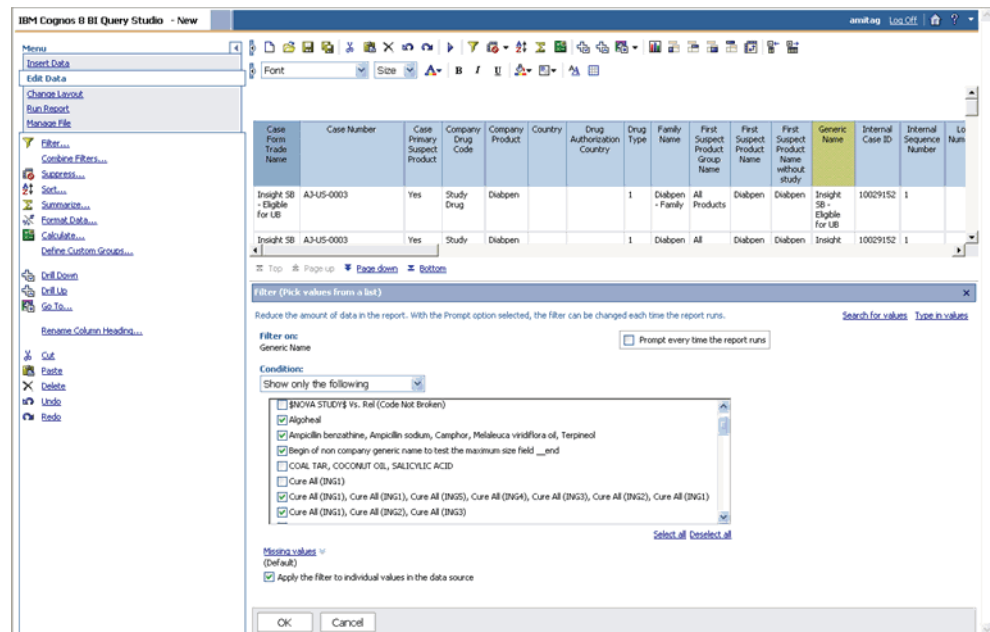 IBM Cognos 8 BI Query Studio - New
amitag Log Off ?
Menu
Insert Data
Edit Data
Change Layout
Run Report
Manage File
Filter...
Combine Filters...
Suppress...
Sort...
Summarize...
Format Data...
Calculate...
Define Custom Groups...
Drill Down
Drill Up
Go To...
Rename Column Heading...
Cut
Paste
Delete
Undo
Redo
Font Size A B I U
Case Form Trade Name
Case Number
Case Primary Suspect Product
Company Drug Code
Company Product
Country
Drug Authorization Country
Drug Type
Family Name
First Suspect Product Group Name
First Suspect Product Name
First Suspect Product Name without study
Generic Name
Internal Case ID
Internal Sequence Number
Lo Num
Insight SB - Eligible for UB AJ-US-0003 Yes Study Drug Diabpen 1 Diabpen - Family All Products Diabpen Diabpen Insight SB - Eligible for UB 10029152 1
Insight SB AJ-US-0003 Yes Study Diabpen 1 Diabpen All Diabpen Diabpen Insight 10029152 1
Top Page up Page down Bottom
Filter (Pick values from a list)
Reduce the amount of data in the report. With the Prompt option selected, the filter can be changed each time the report runs.
Search for values Type in values
Filter on:
Generic Name
Prompt every time the report runs
Condition:
Show only the following
$NOVA STUDY$ Vs. Rel (Code Not Broken)
Algoheal
Ampicillin benzathine, Ampicillin sodium, Camphor, Melaleuca viridiflora oil, Terpineol
Begin of non company generic name to test the maximum size field __end
COAL TAR, COCONUT OIL, SALICYLIC ACID
Cure All (ING1)
Cure All (ING1), Cure All (ING1), Cure All (ING5), Cure All (ING4), Cure All (ING3), Cure All (ING2), Cure All (ING1)
Cure All (ING1), Cure All (ING2), Cure All (ING3)
Select all Deselect all
Missing values
(Default)
Apply the filter to individual values in the data source
OK Cancel